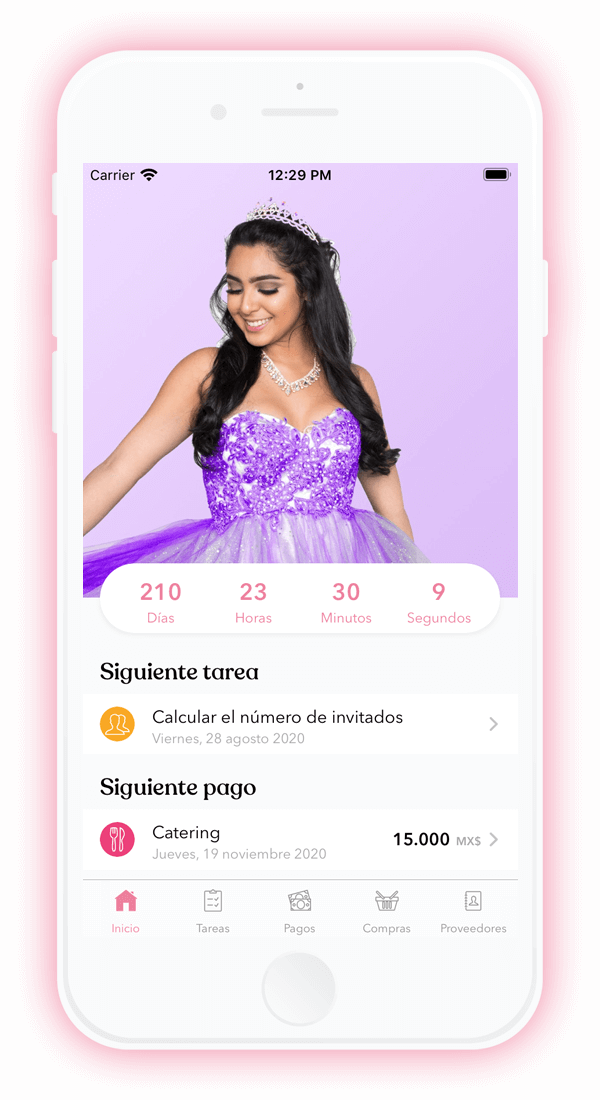 Carrier 12:29 PM
210 23 30 9
Días Horas Minutos Segundos
Siguiente tarea
Calcular el número de invitados
Viernes, 28 agosto 2020
Siguiente pago
Catering
15.000 MX$
Jueves, 19 noviembre 2020
Inicio Tareas Pagos Compras Proveedores